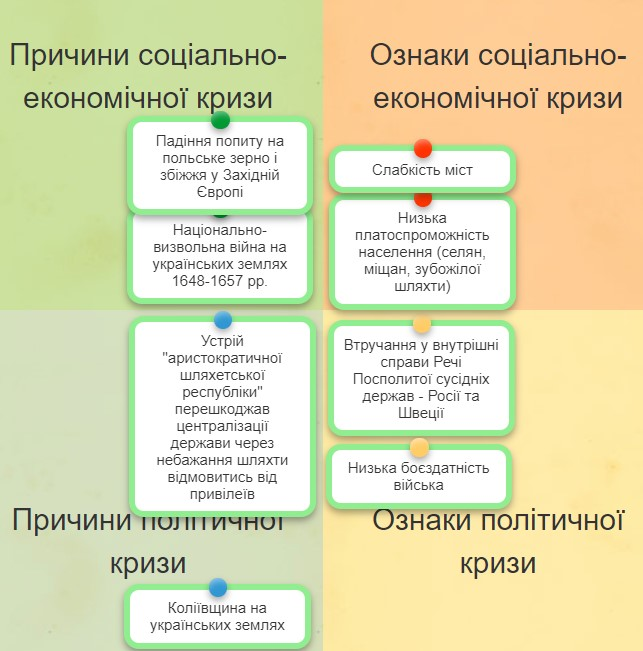 Причини соціально-
економічної кризи
Падіння попиту на
польське зерно і
збіжжя у Західній
Європі
Національно-
визвольна війна на
українських землях
1648-1657 рр.
Ознаки соціально-
економічної кризи
Слабкість міст
Низька
платоспроможність
населення (селян,
міщан, зубожілої
шляхти)
Устрій
"аристократичної
шляхетської
республіки"
перешкоджав
централізації
держави через
небажання шляхти
відмовитись від
привілеїв
Причини політичної
кризи
Коліївщина на
українських землях
Втручання у внутрішні
справи Речі
Посполитої сусідніх
держав - Росії та
Швеції
Низька боєздатність
війська
Ознаки політичної
кризи